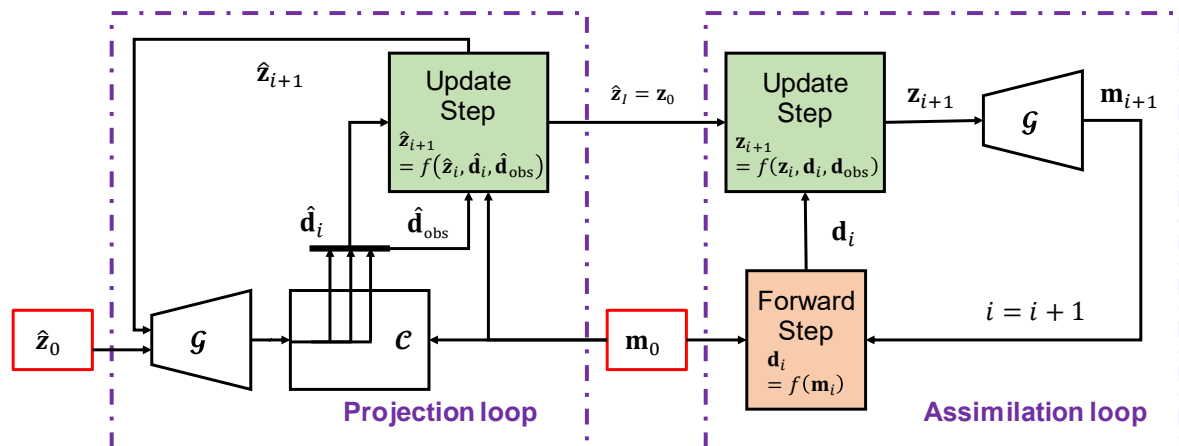 ẑ_{i+1}
Update
Step
ẑ_{i+1}
= f(ẑ_i, d̂_i, d̂_obs)
ẑ_I = z_0
Update
Step
z_{i+1}
= f(z_i, d_i, d_obs)
z_{i+1}
𝓖
m_{i+1}
d̂_i
d̂_obs
d_i
ẑ_0
𝓖
𝓒
m_0
Forward
Step
d_i
= f(m_i)
i = i + 1
Projection loop
Assimilation loop